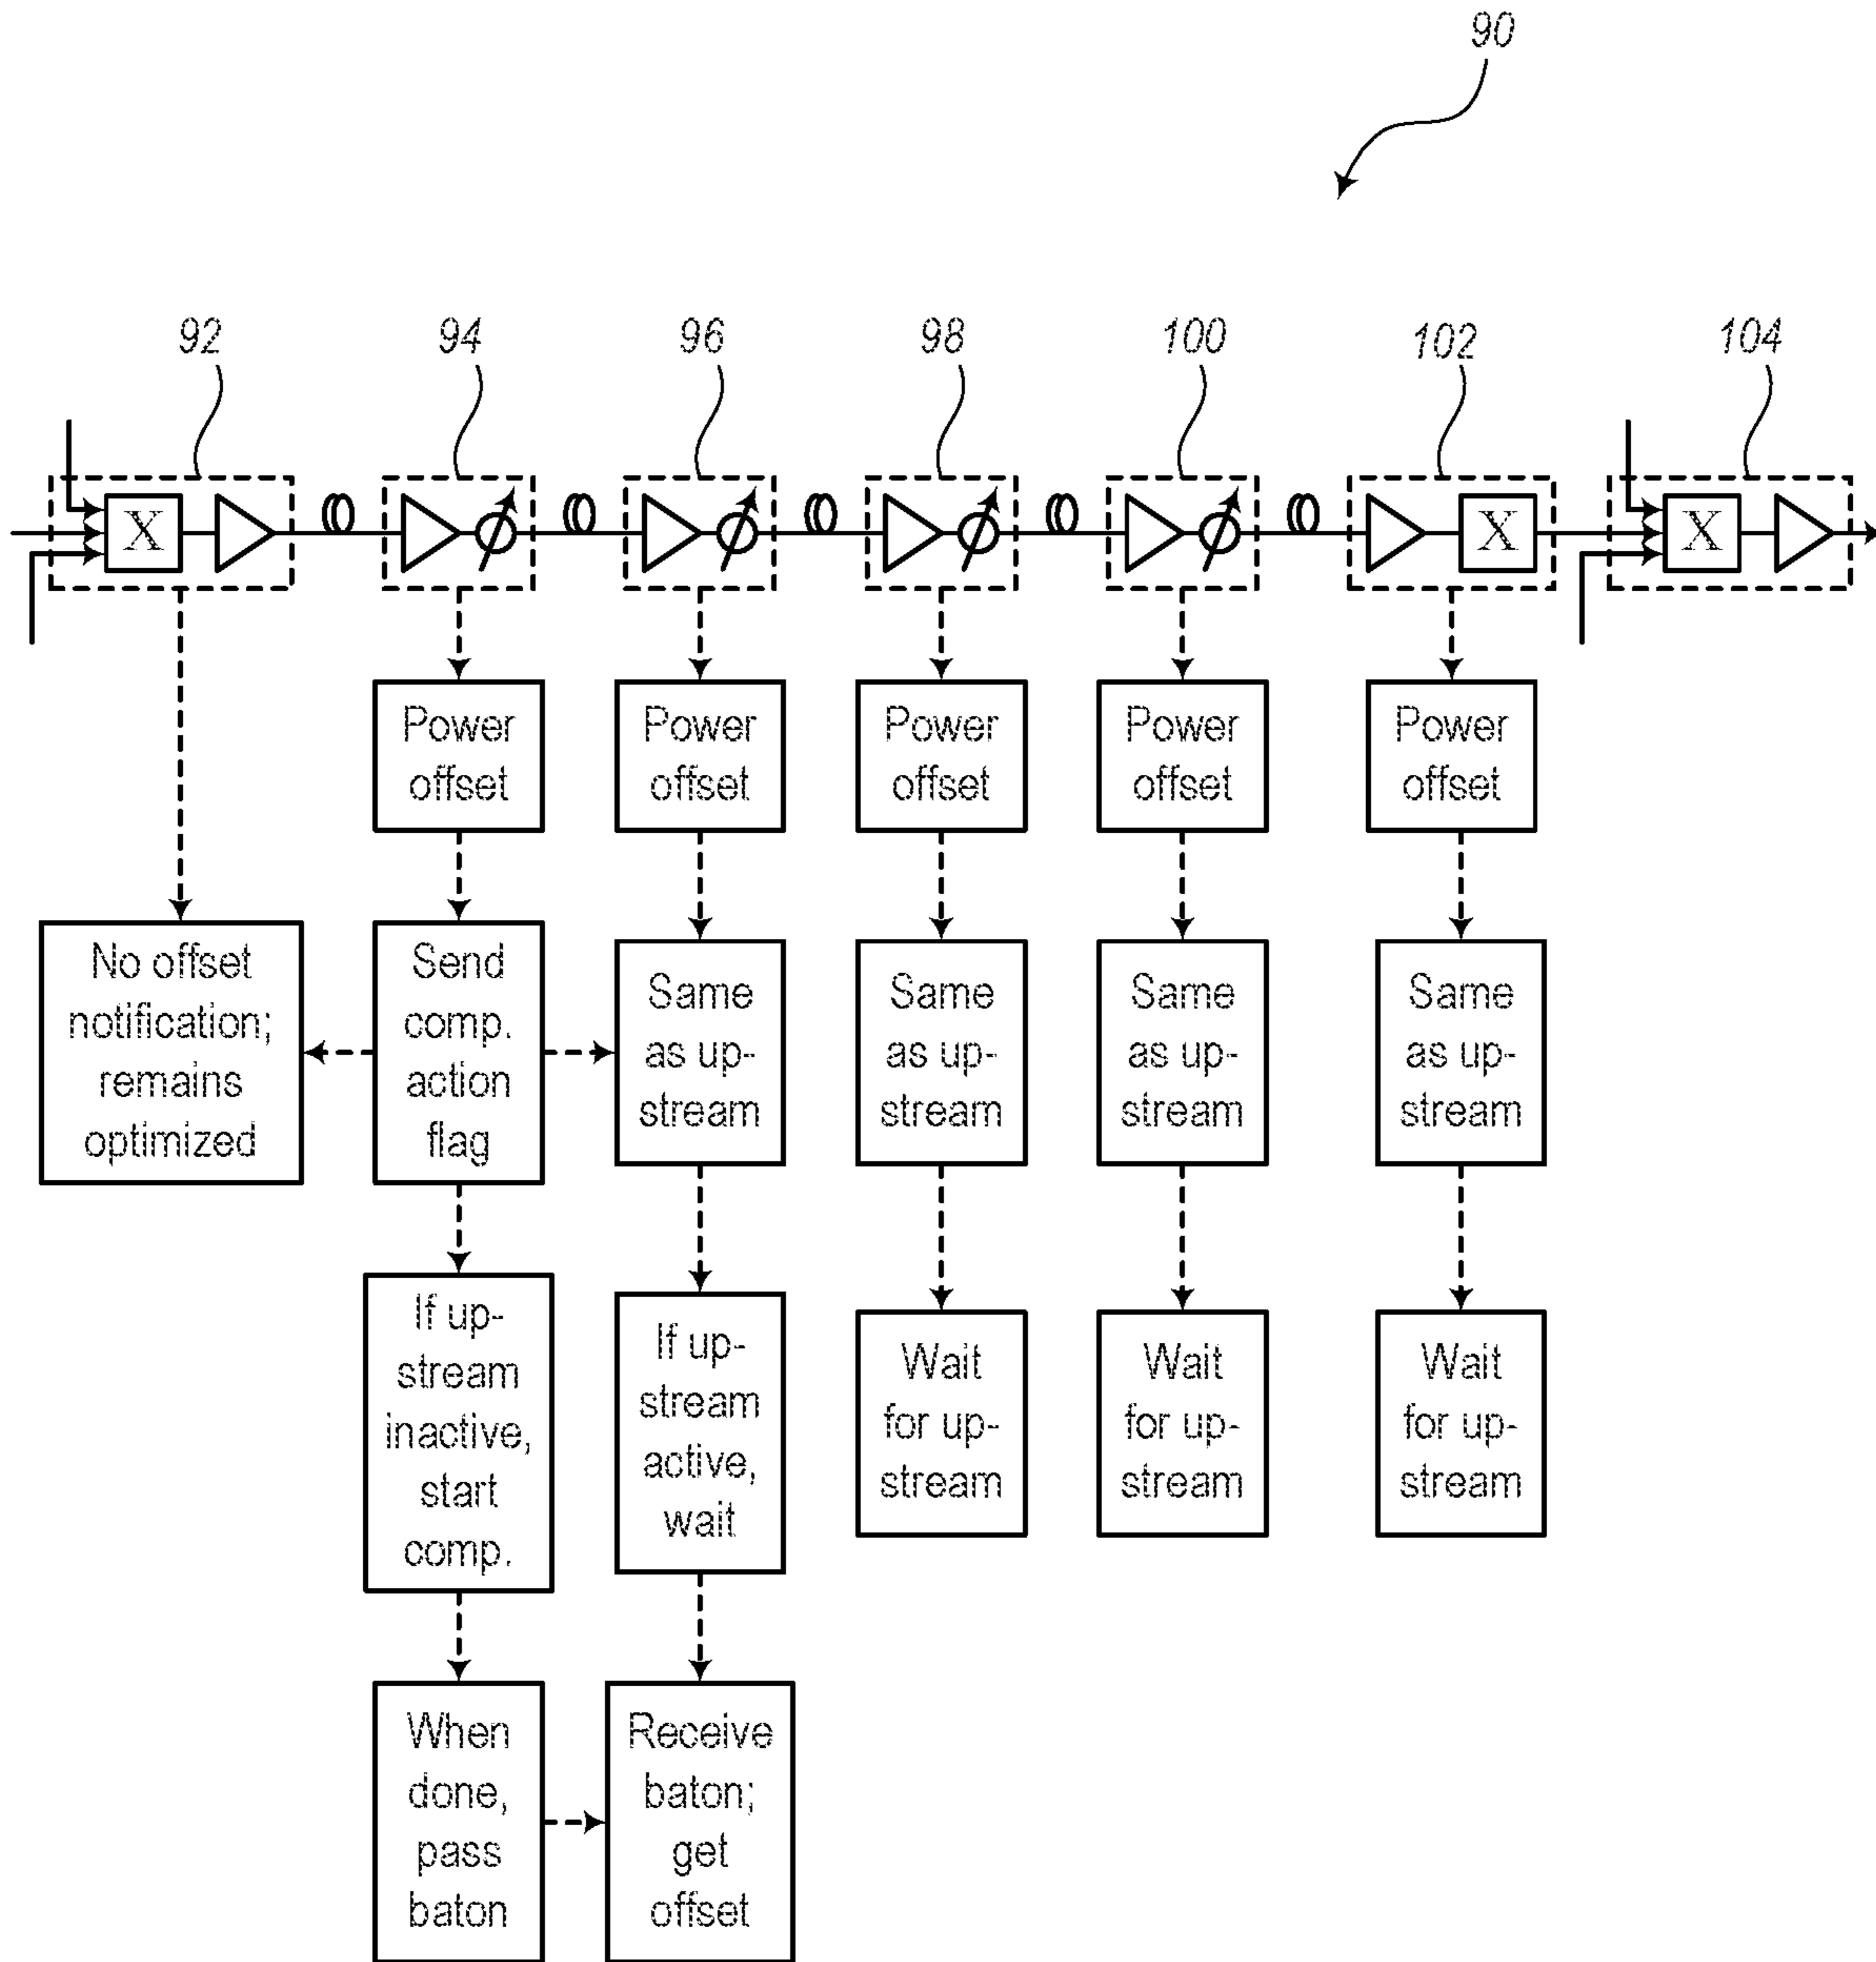 90
92
94
96
98
100
102
104
X
X
X
Power
offset
Power
offset
Power
offset
Power
offset
Power
offset
No offset
notification;
remains
optimized
Send
comp.
action
flag
Same
as up-
stream
Same
as up-
stream
Same
as up-
stream
Same
as up-
stream
If up-
stream
inactive,
start
comp.
If up-
stream
active,
wait
Wait
for up-
stream
Wait
for up-
stream
Wait
for up-
stream
When
done,
pass
baton
Receive
baton;
get
offset